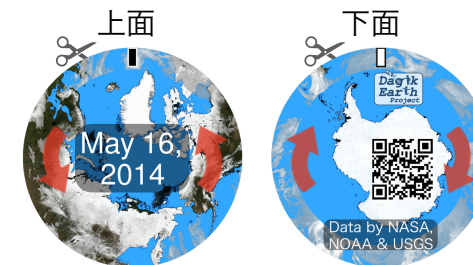 上面
下面
May 16,
2014
Dagik
Earth
Project
Data by NASA,
NOAA & USGS